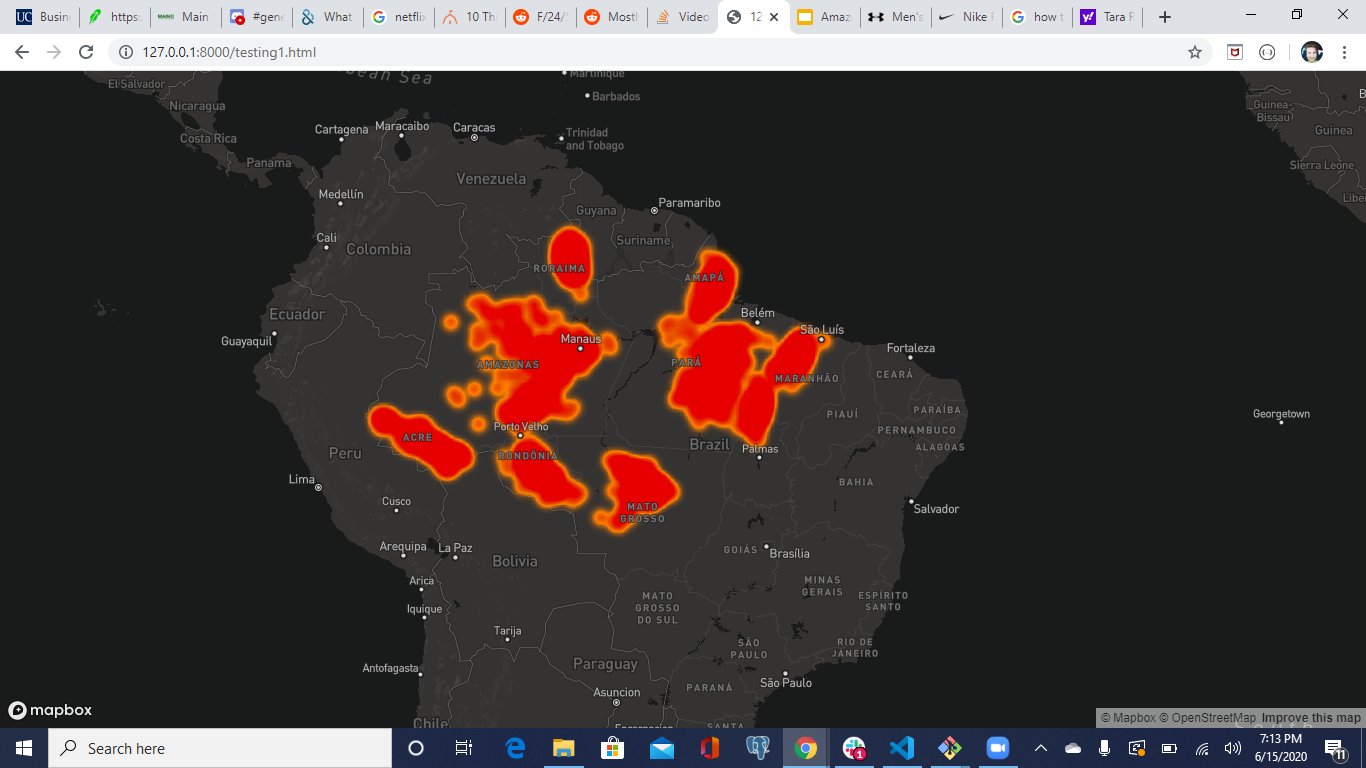 Busine
https:
Main S
#gene
What
netflix
10 Th
F/24/
Mostl
Video
12
Amaz
Men's
Nike F
how t
Tara R
127.0.0.1:8000/testing1.html
bean Sea
Martinique
El Salvador
Barbados
Nicaragua
Guinea-
Bissau
Cartagena
Maracaibo
Caracas
Trinidad
and Tobago
Guinea
Costa Rica
Panama
Sierra Leone
Venezuela
Medellín
Liber
Paramaribo
Guyana
Cali
Colombia
Suriname
RORAIMA
AMAPÁ
Ecuador
Belém
São Luís
Guayaquil
Manaus
Fortaleza
AMAZONAS
PARÁ
MARANHÃO
CEARÁ
PIAUÍ
PARAÍBA
Georgetown
PERNAMBUCO
Porto Velho
ACRE
Brazil
ALAGOAS
Peru
RONDÔNIA
Palmas
Lima
BAHIA
Cusco
MATO
GROSSO
Salvador
Arequipa
La Paz
GOIÁS
Brasília
Bolivia
Arica
MINAS
GERAIS
Iquique
MATO
GROSSO
DO SUL
ESPÍRITO
SANTO
Tarija
SÃO
PAULO
RIO DE
JANEIRO
Antofagasta
Paraguay
São Paulo
Asuncion
PARANÁ
mapbox
Chile
Encarnacion
SANTA
© Mapbox © OpenStreetMap Improve this map
Search here
1
7:13 PM
6/15/2020
11